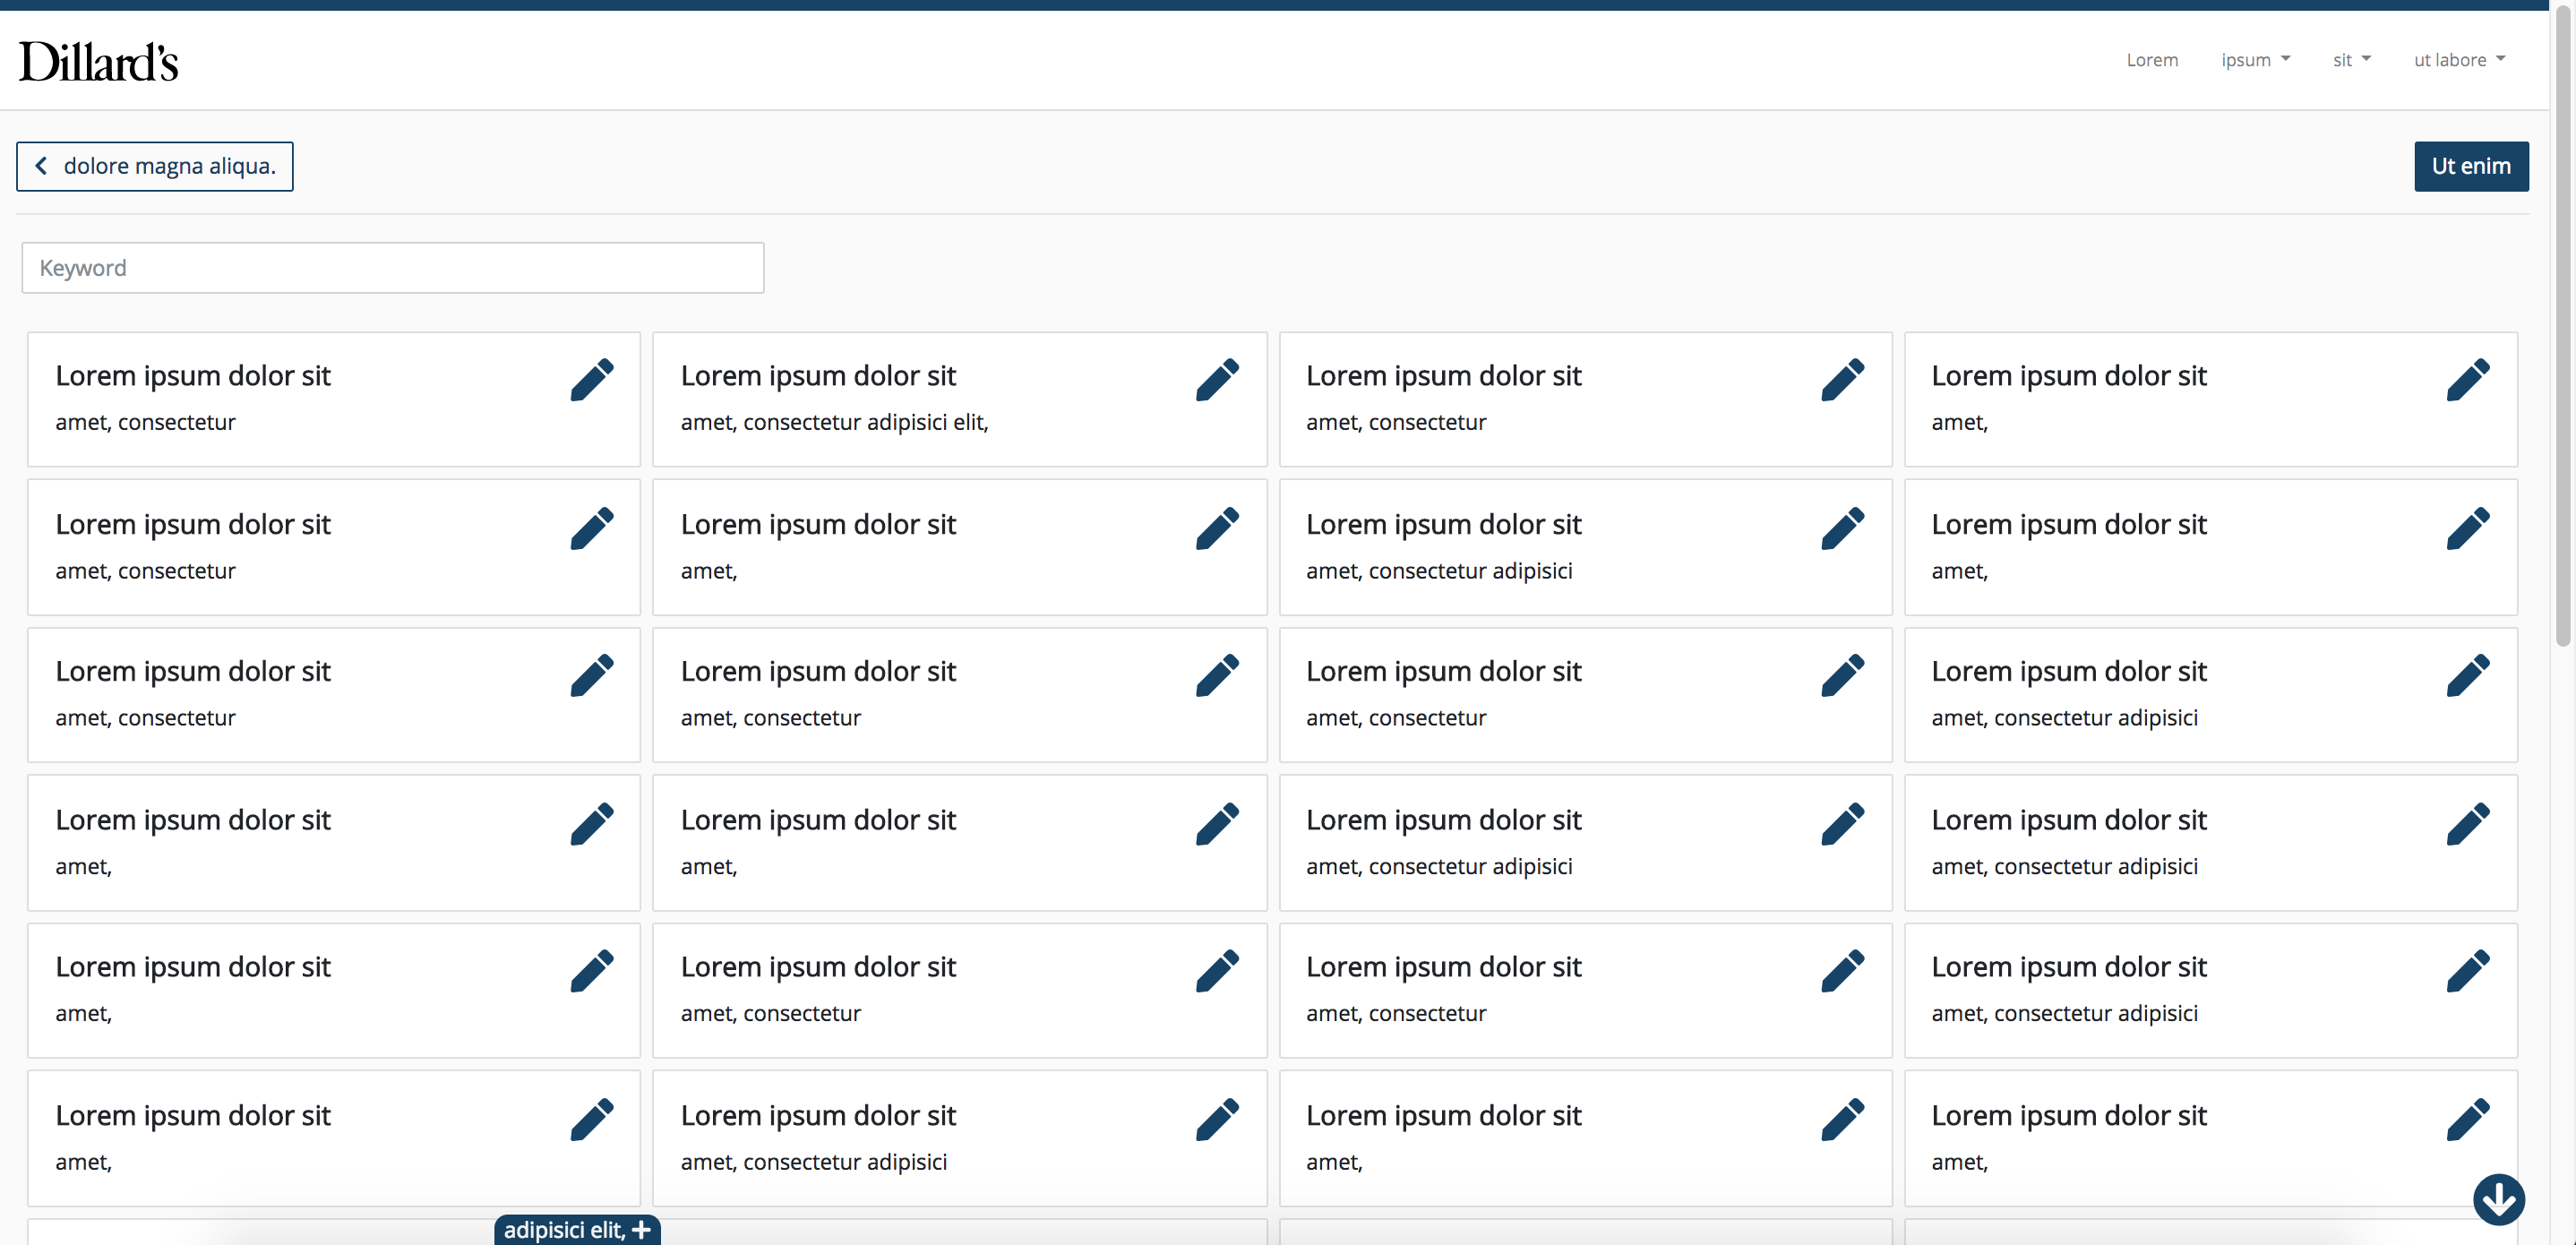 Dillard's
Lorem ipsum sit ut labore
dolore magna aliqua. Ut enim
Keyword
Lorem ipsum dolor sit Lorem ipsum dolor sit Lorem ipsum dolor sit Lorem ipsum dolor sit
amet, consectetur amet, consectetur adipisici elit, amet, consectetur amet,
Lorem ipsum dolor sit Lorem ipsum dolor sit Lorem ipsum dolor sit Lorem ipsum dolor sit
amet, consectetur amet, amet, consectetur adipisici amet,
Lorem ipsum dolor sit Lorem ipsum dolor sit Lorem ipsum dolor sit Lorem ipsum dolor sit
amet, consectetur amet, consectetur amet, consectetur amet, consectetur adipisici
Lorem ipsum dolor sit Lorem ipsum dolor sit Lorem ipsum dolor sit Lorem ipsum dolor sit
amet, amet, amet, consectetur adipisici amet, consectetur adipisici
Lorem ipsum dolor sit Lorem ipsum dolor sit Lorem ipsum dolor sit Lorem ipsum dolor sit
amet, amet, consectetur amet, consectetur amet, consectetur adipisici
Lorem ipsum dolor sit Lorem ipsum dolor sit Lorem ipsum dolor sit Lorem ipsum dolor sit
amet, amet, consectetur adipisici amet, amet,
adipisici elit,